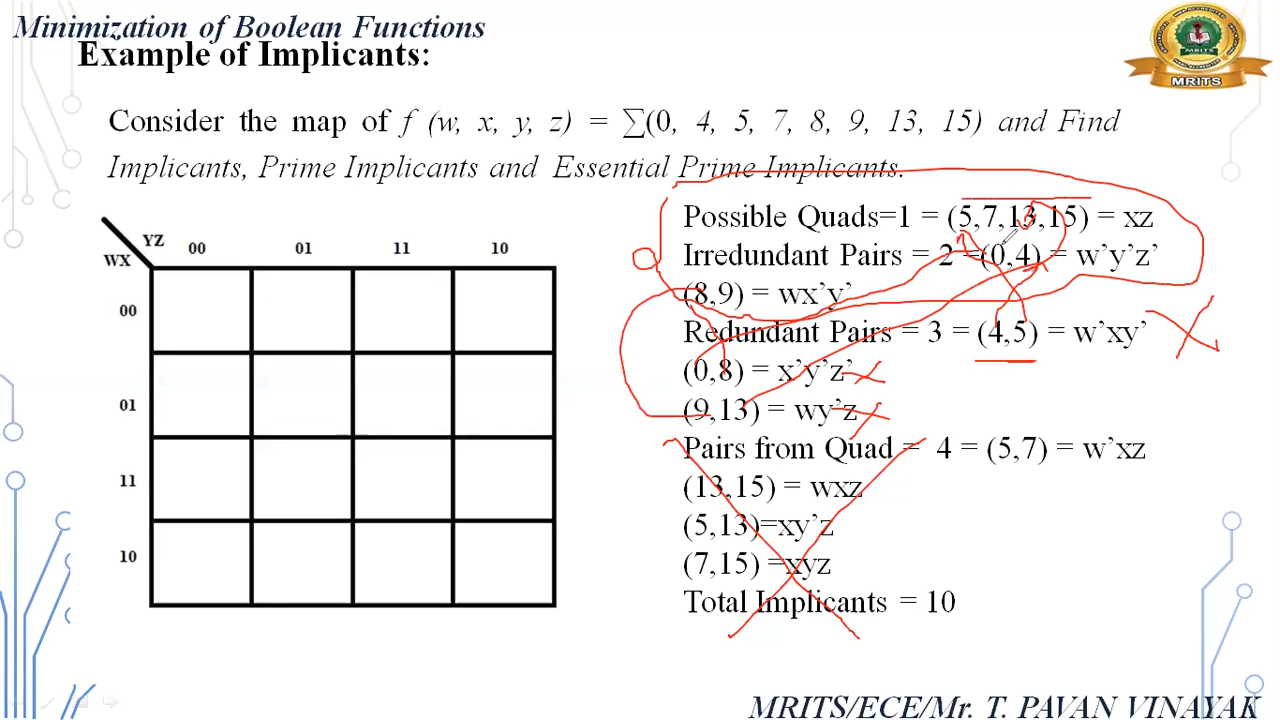 Minimization of Boolean Functions
Example of Implicants:
Consider the map of f (w, x, y, z) = ∑(0, 4, 5, 7, 8, 9, 13, 15) and Find
Implicants, Prime Implicants and Essential Prime Implicants.
MRITS
YZ
WX
00 01 11 10
00
01
11
10
Possible Quads=1 = (5,7,13,15) = xz
Irredundant Pairs = 2 =(0,4) = w’y’z’
(8,9) = wx’y’
Redundant Pairs = 3 = (4,5) = w’xy’
(0,8) = x’y’z’
(9,13) = wy’z
Pairs from Quad = 4 = (5,7) = w’xz
(13,15) = wxz
(5,13)=xy’z
(7,15) =xyz
Total Implicants = 10
MRITS/ECE/Mr. T. PAVAN VINAYAK